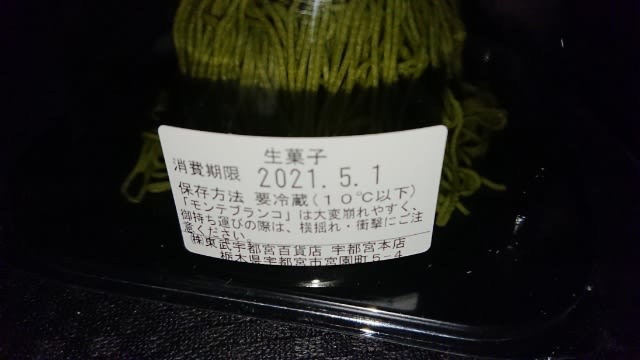 生菓子
消費期限 2021.5.1
保存方法 要冷蔵(10℃以下)
「モンテブランコ」は大変崩れやすく、
御持ち運びの際は、横揺れ・衝撃にご注
意ください。
㈱東武宇都宮百貨店 宇都宮本店
栃木県宇都宮市宮園町5-4